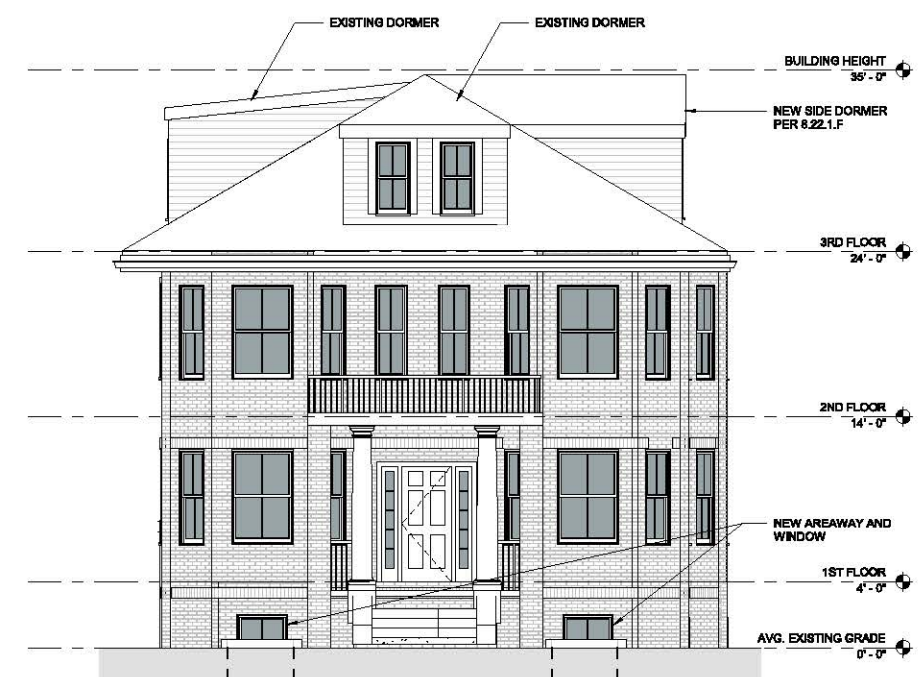 EXISTING DORMER
EXISTING DORMER
BUILDING HEIGHT
35' - 0"
NEW SIDE DORMER
PER 8.22.1.F
3RD FLOOR
24' - 0"
2ND FLOOR
14' - 0"
NEW AREAWAY AND
WINDOW
1ST FLOOR
4' - 0"
AVG. EXISTING GRADE
0' - 0"